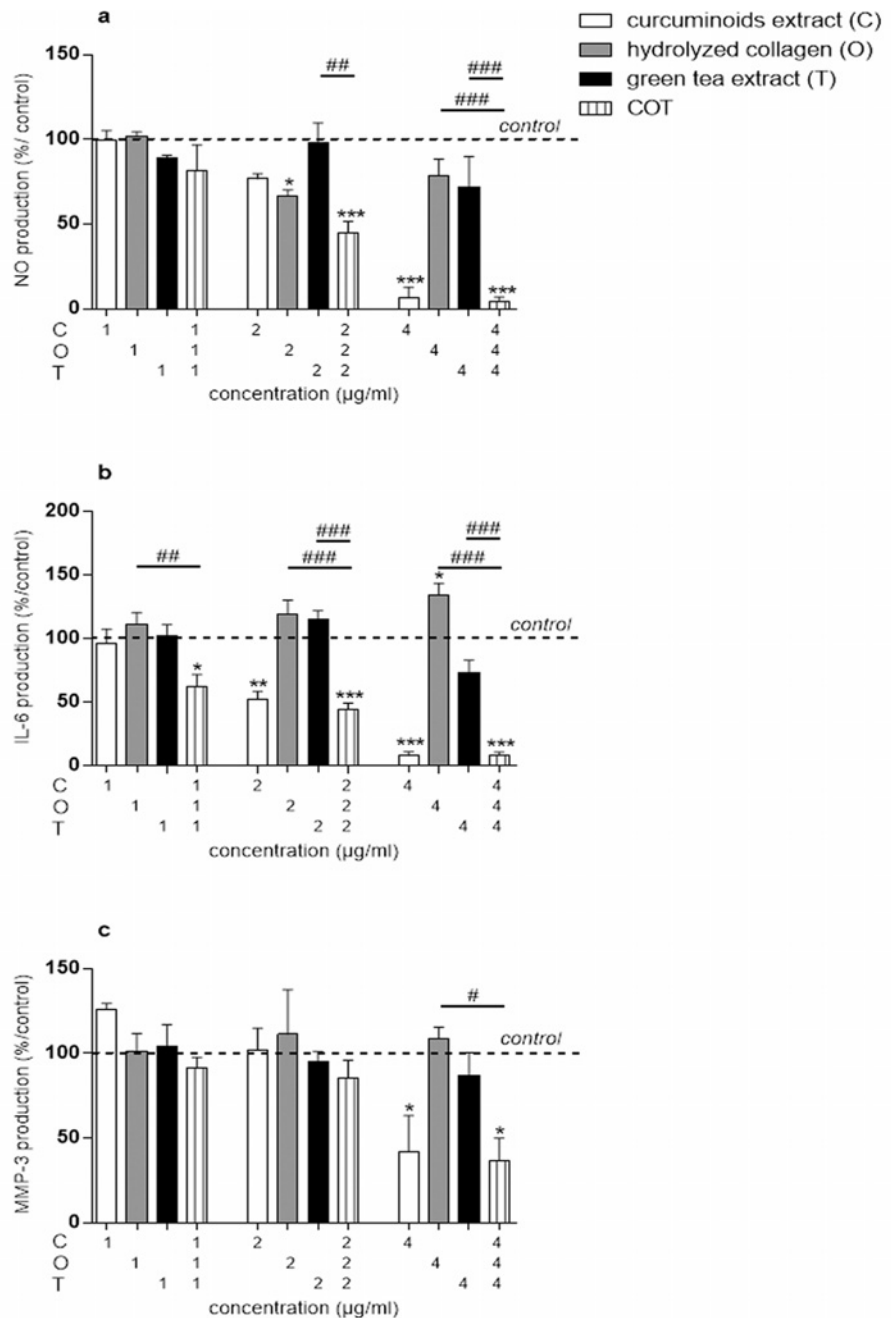 a
curcuminoids extract (C)
hydrolyzed collagen (O)
green tea extract (T)
COT
NO production (%/ control)
150
100
50
0
##
###
###
control
*
***
***
***
C 1 1 2 2 4 4
O 1 1 2 2 4 4
T 1 1 2 2 4 4
concentration (µg/ml)
b
IL-6 production (%/control)
200
150
100
50
0
##
###
###
###
###
control
*
**
***
***
*
***
C 1 1 2 2 4 4
O 1 1 2 2 4 4
T 1 1 2 2 4 4
concentration (µg/ml)
c
MMP-3 production (%/control)
150
100
50
0
#
control
*
*
C 1 1 2 2 4 4
O 1 1 2 2 4 4
T 1 1 2 2 4 4
concentration (µg/ml)